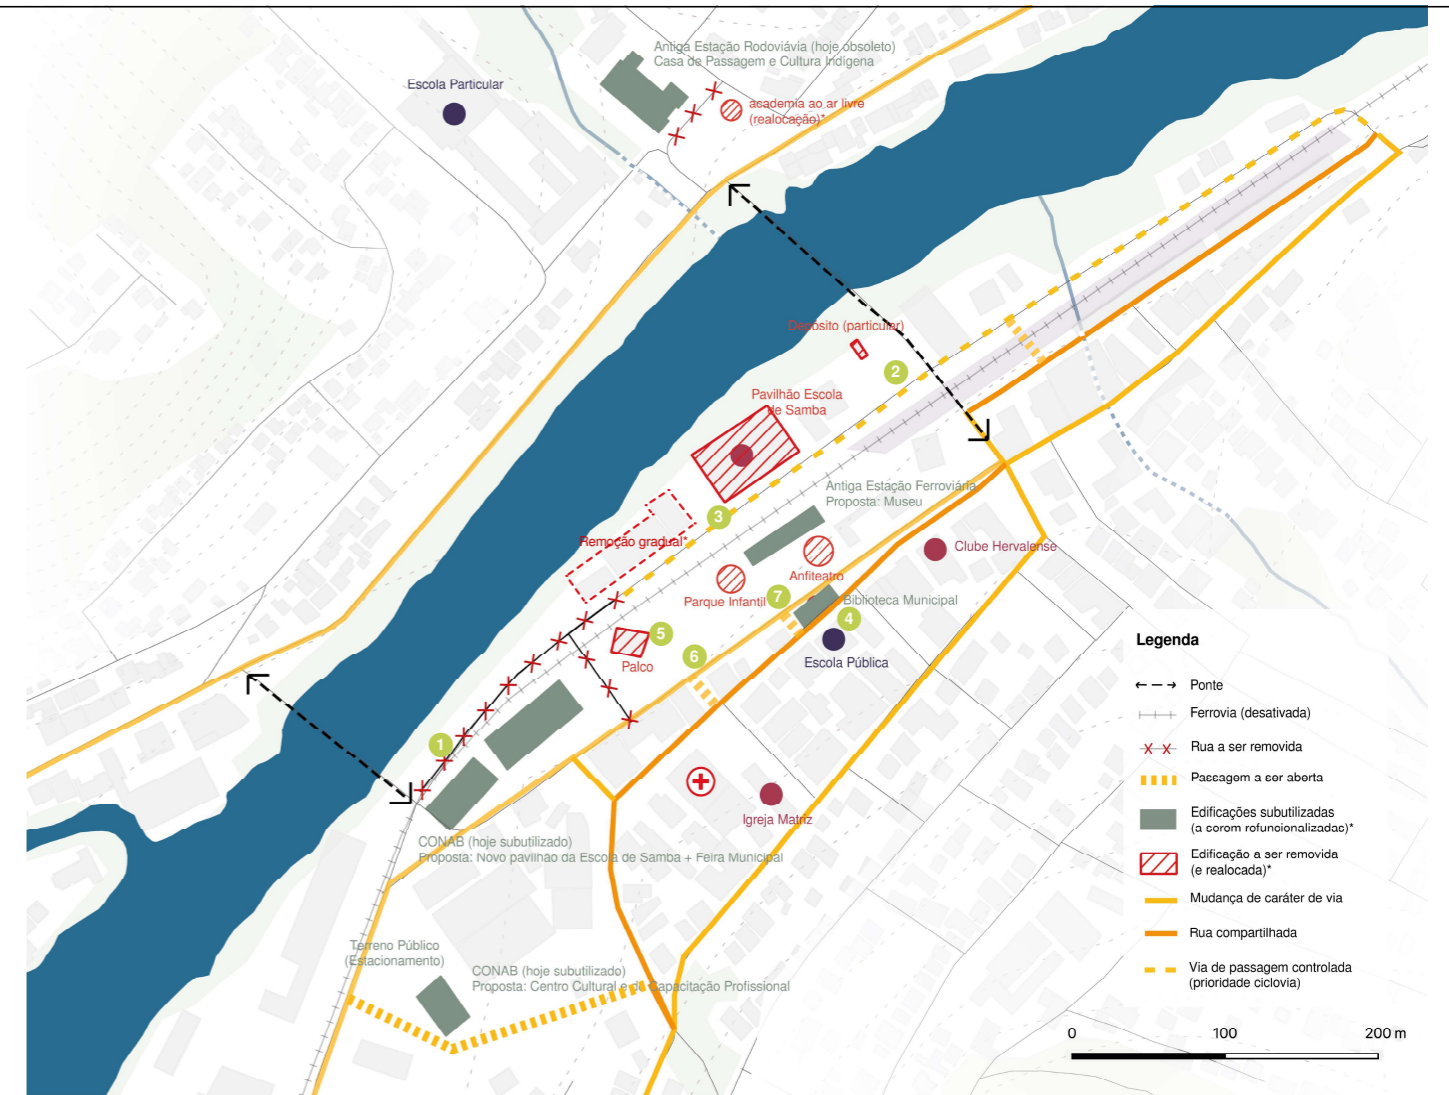 Antiga Estação Rodoviávia (hoje obsoleto)
Casa de Passagem e Cultura Indígena
Escola Particular
academia ao ar livre
(realocação)*
Depósito (particular)
2
Pavilhão Escola
de Samba
Antiga Estação Ferroviária
Proposta: Museu
3
Remoção gradual*
Clube Hervalense
Anfiteatro
Parque Infantil
7
Biblioteca Municipal
4
5
Palco
6
Escola Pública
1
Igreja Matriz
CONAB (hoje subutilizado)
Proposta: Novo pavilhão da Escola de Samba + Feira Municipal
Terreno Público
(Estacionamento)
CONAB (hoje subutilizado)
Proposta: Centro Cultural e de Capacitação Profissional
Legenda
Ponte
Ferrovia (desativada)
Rua a ser removida
Passagem a ser aberta
Edificações subutilizadas
(a serem refuncionalizadas)*
Edificação a ser removida
(e realocada)*
Mudança de caráter de via
Rua compartilhada
Via de passagem controlada
(prioridade ciclovia)
0 100 200 m